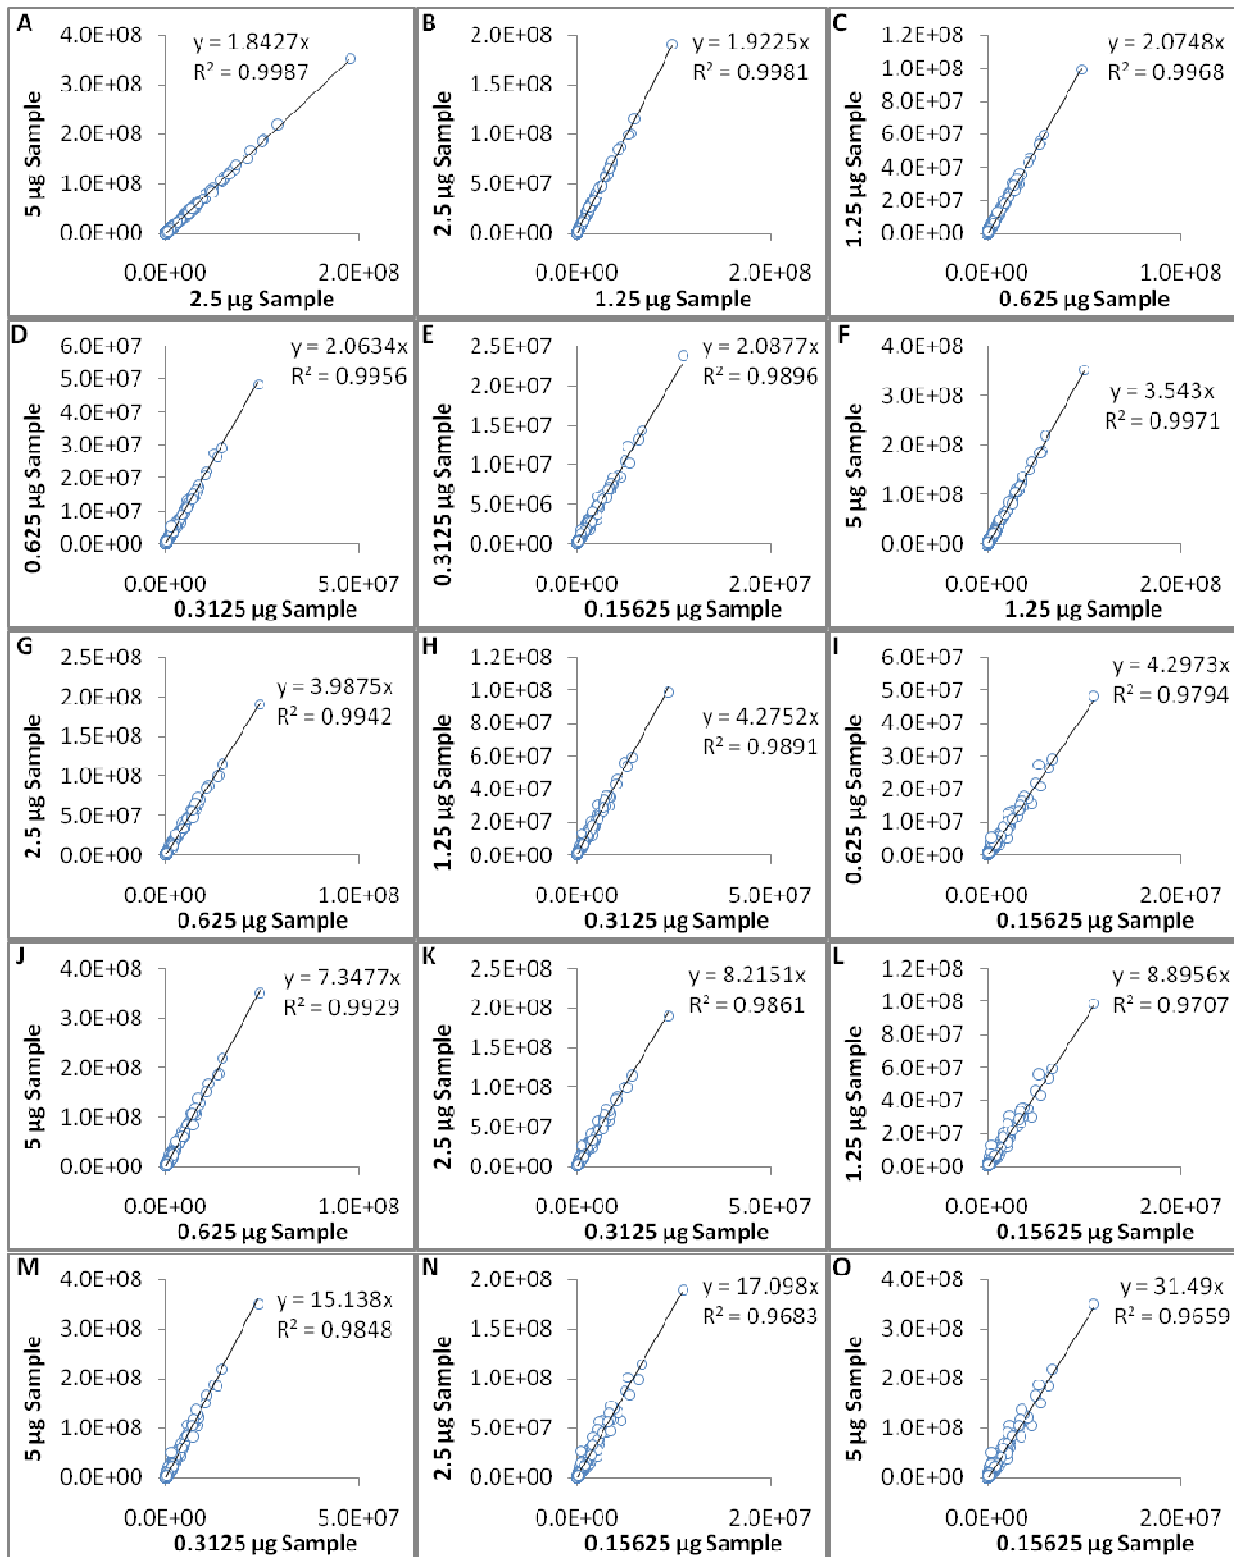 A
4.0E+08
3.0E+08
2.0E+08
1.0E+08
0.0E+00
y = 1.8427x
R² = 0.9987
5 µg Sample
0.0E+00 2.0E+08
2.5 µg Sample
B
2.0E+08
1.5E+08
1.0E+08
5.0E+07
0.0E+00
y = 1.9225x
R² = 0.9981
2.5 µg Sample
0.0E+00 2.0E+08
1.25 µg Sample
C
1.2E+08
1.0E+08
8.0E+07
6.0E+07
4.0E+07
2.0E+07
0.0E+00
y = 2.0748x
R² = 0.9968
1.25 µg Sample
0.0E+00 1.0E+08
0.625 µg Sample
D
6.0E+07
5.0E+07
4.0E+07
3.0E+07
2.0E+07
1.0E+07
0.0E+00
y = 2.0634x
R² = 0.9956
0.625 µg Sample
0.0E+00 5.0E+07
0.3125 µg Sample
E
2.5E+07
2.0E+07
1.5E+07
1.0E+07
5.0E+06
0.0E+00
y = 2.0877x
R² = 0.9896
0.3125 µg Sample
0.0E+00 2.0E+07
0.15625 µg Sample
F
4.0E+08
3.0E+08
2.0E+08
1.0E+08
0.0E+00
y = 3.543x
R² = 0.9971
5 µg Sample
0.0E+00 2.0E+08
1.25 µg Sample
G
2.5E+08
2.0E+08
1.5E+08
1.0E+08
5.0E+07
0.0E+00
y = 3.9875x
R² = 0.9942
2.5 µg Sample
0.0E+00 1.0E+08
0.625 µg Sample
H
1.2E+08
1.0E+08
8.0E+07
6.0E+07
4.0E+07
2.0E+07
0.0E+00
y = 4.2752x
R² = 0.9891
1.25 µg Sample
0.0E+00 5.0E+07
0.3125 µg Sample
I
6.0E+07
5.0E+07
4.0E+07
3.0E+07
2.0E+07
1.0E+07
0.0E+00
y = 4.2973x
R² = 0.9794
0.625 µg Sample
0.0E+00 2.0E+07
0.15625 µg Sample
J
4.0E+08
3.0E+08
2.0E+08
1.0E+08
0.0E+00
y = 7.3477x
R² = 0.9929
5 µg Sample
0.0E+00 1.0E+08
0.625 µg Sample
K
2.5E+08
2.0E+08
1.5E+08
1.0E+08
5.0E+07
0.0E+00
y = 8.2151x
R² = 0.9861
2.5 µg Sample
0.0E+00 5.0E+07
0.3125 µg Sample
L
1.2E+08
1.0E+08
8.0E+07
6.0E+07
4.0E+07
2.0E+07
0.0E+00
y = 8.8956x
R² = 0.9707
1.25 µg Sample
0.0E+00 2.0E+07
0.15625 µg Sample
M
4.0E+08
3.0E+08
2.0E+08
1.0E+08
0.0E+00
y = 15.138x
R² = 0.9848
5 µg Sample
0.0E+00 5.0E+07
0.3125 µg Sample
N
2.0E+08
1.5E+08
1.0E+08
5.0E+07
0.0E+00
y = 17.098x
R² = 0.9683
2.5 µg Sample
0.0E+00 2.0E+07
0.15625 µg Sample
O
4.0E+08
3.0E+08
2.0E+08
1.0E+08
0.0E+00
y = 31.49x
R² = 0.9659
5 µg Sample
0.0E+00 2.0E+07
0.15625 µg Sample